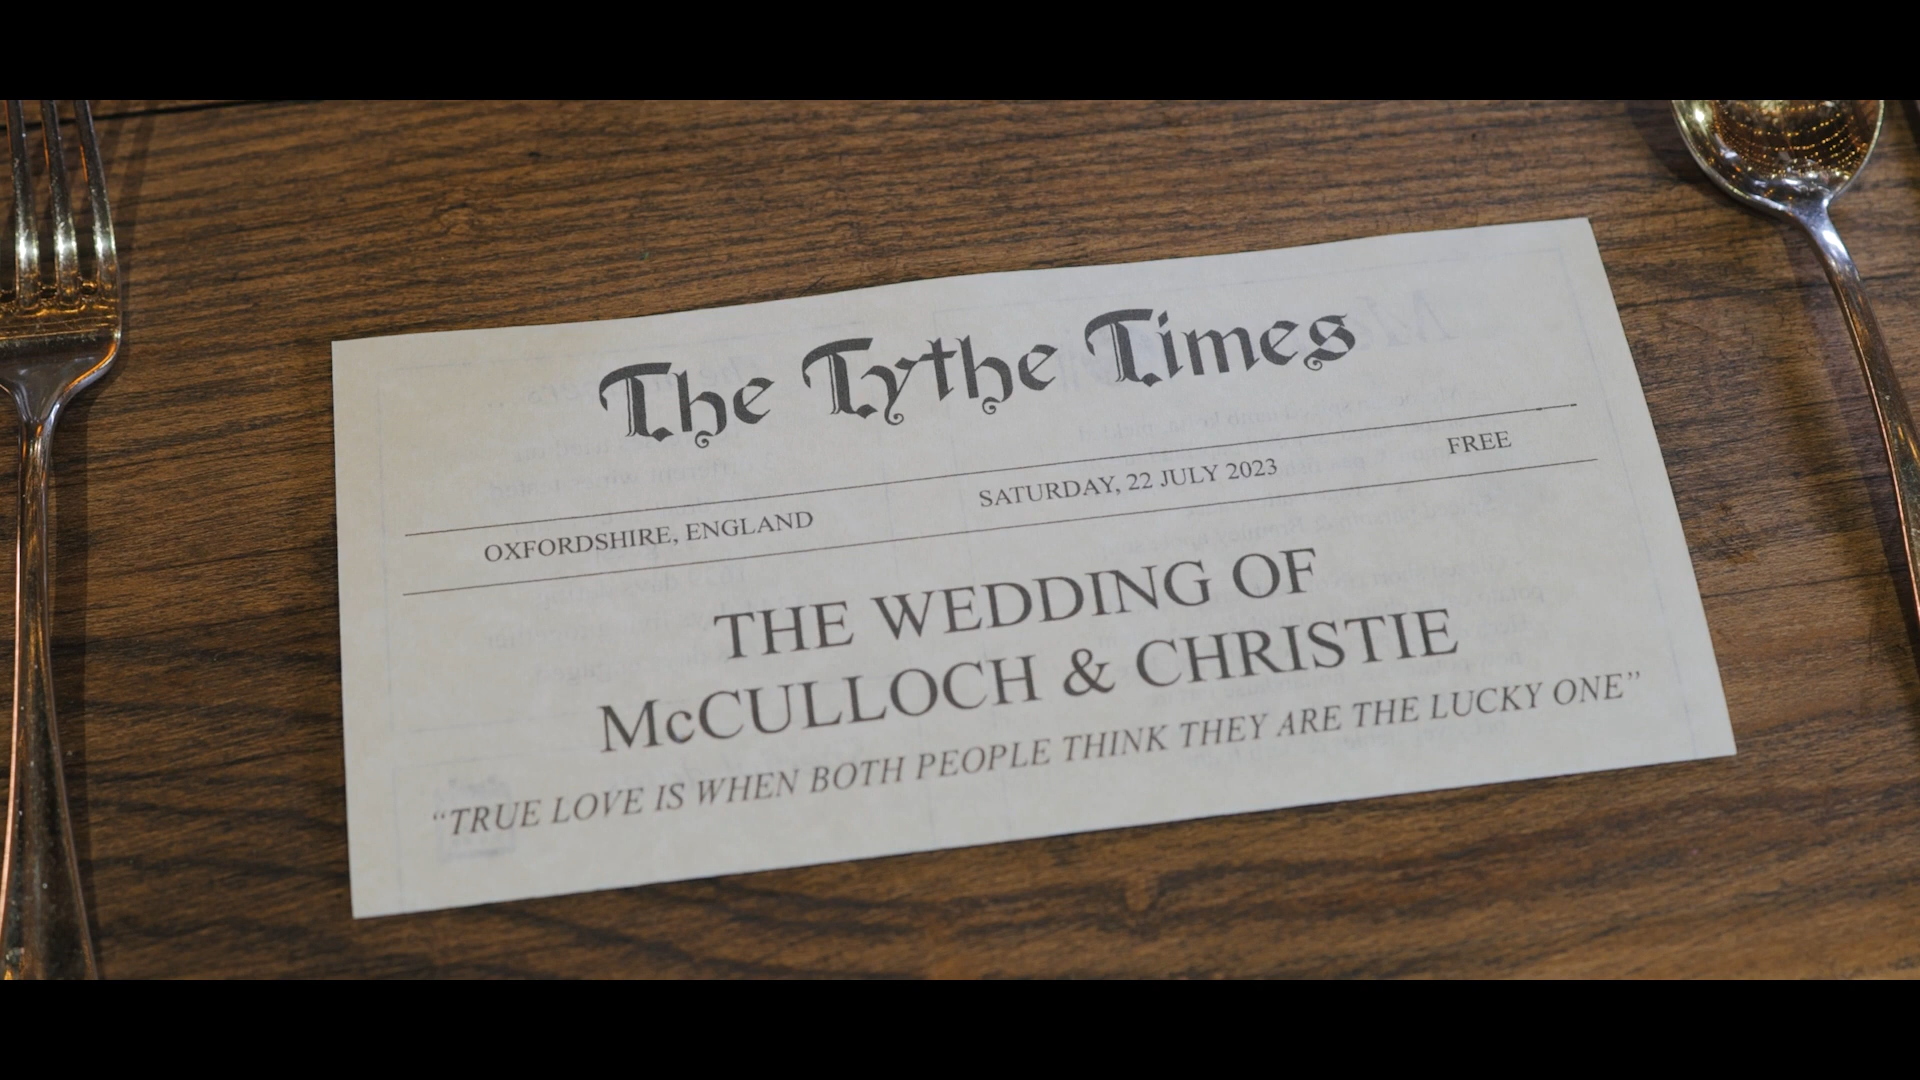 The Tythe Times
OXFORDSHIRE, ENGLAND SATURDAY, 22 JULY 2023 FREE
THE WEDDING OF
McCULLOCH & CHRISTIE
“TRUE LOVE IS WHEN BOTH PEOPLE THINK THEY ARE THE LUCKY ONE”